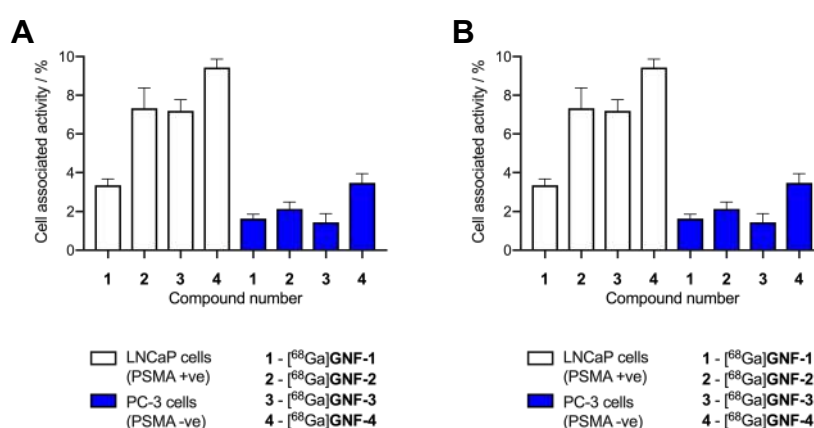 A
Cell associated activity / %
10
8
6
4
2
0
1 2 3 4 1 2 3 4
Compound number
LNCaP cells
(PSMA +ve)
PC-3 cells
(PSMA -ve)
1 - [⁶⁸Ga]GNF-1
2 - [⁶⁸Ga]GNF-2
3 - [⁶⁸Ga]GNF-3
4 - [⁶⁸Ga]GNF-4
B
Cell associated activity / %
10
8
6
4
2
0
1 2 3 4 1 2 3 4
Compound number
LNCaP cells
(PSMA +ve)
PC-3 cells
(PSMA -ve)
1 - [⁶⁸Ga]GNF-1
2 - [⁶⁸Ga]GNF-2
3 - [⁶⁸Ga]GNF-3
4 - [⁶⁸Ga]GNF-4